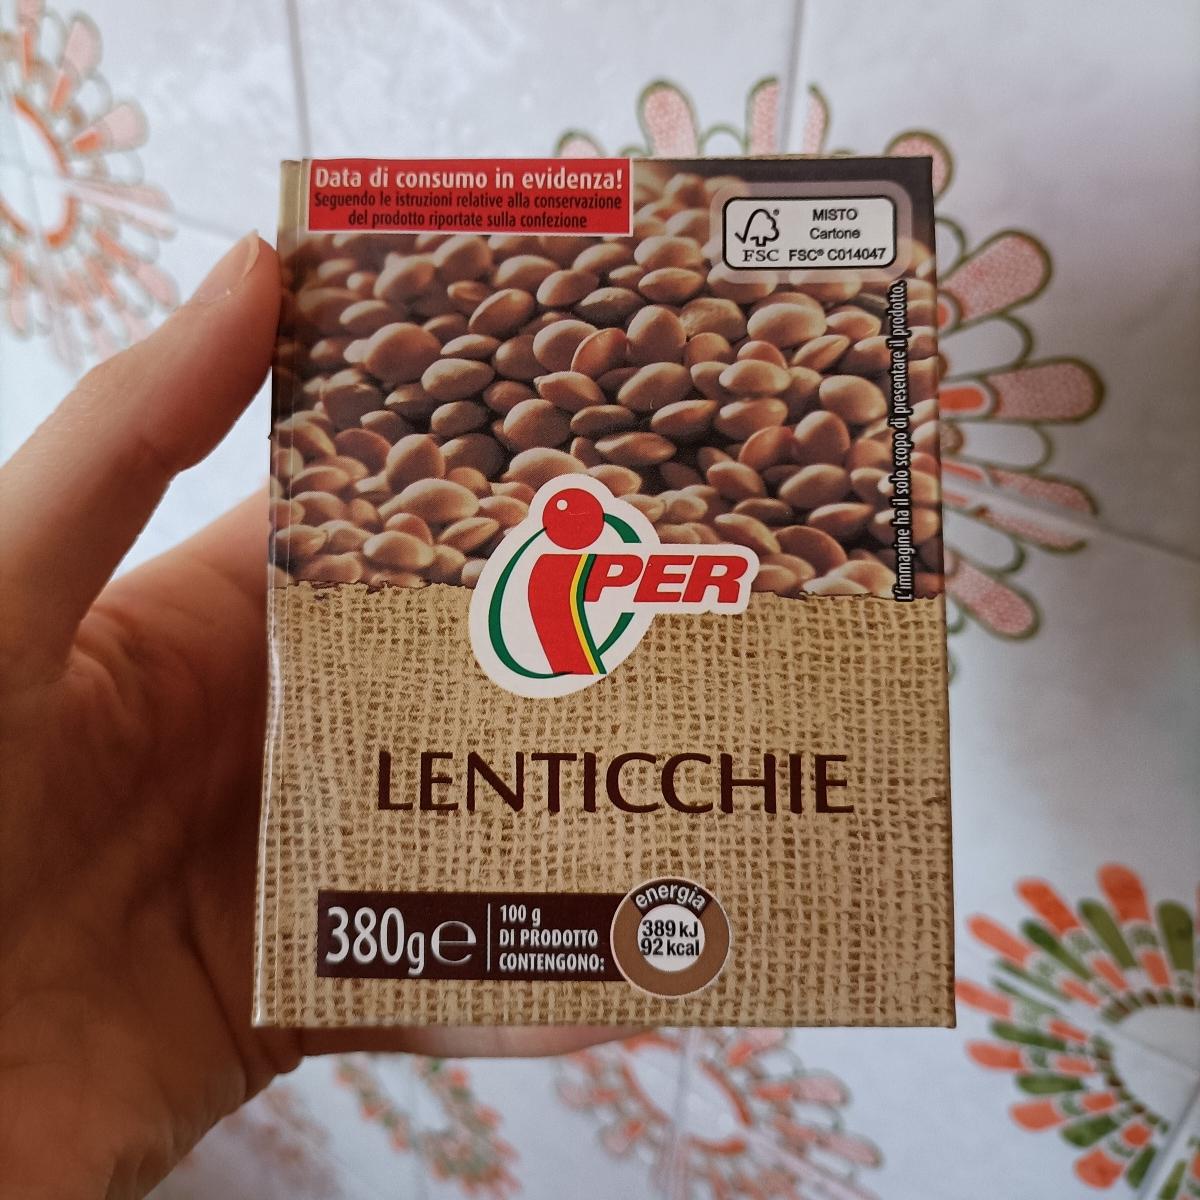 Data di consumo in evidenza!
Seguendo le istruzioni relative alla conservazione
del prodotto riportate sulla confezione
FSC
MISTO
Cartone
FSC® C014047
L'immagine ha il solo scopo di presentare il prodotto.
iPER
LENTICCHIE
380g e
100 g
DI PRODOTTO
CONTENGONO:
energia
389 kJ
92 kcal